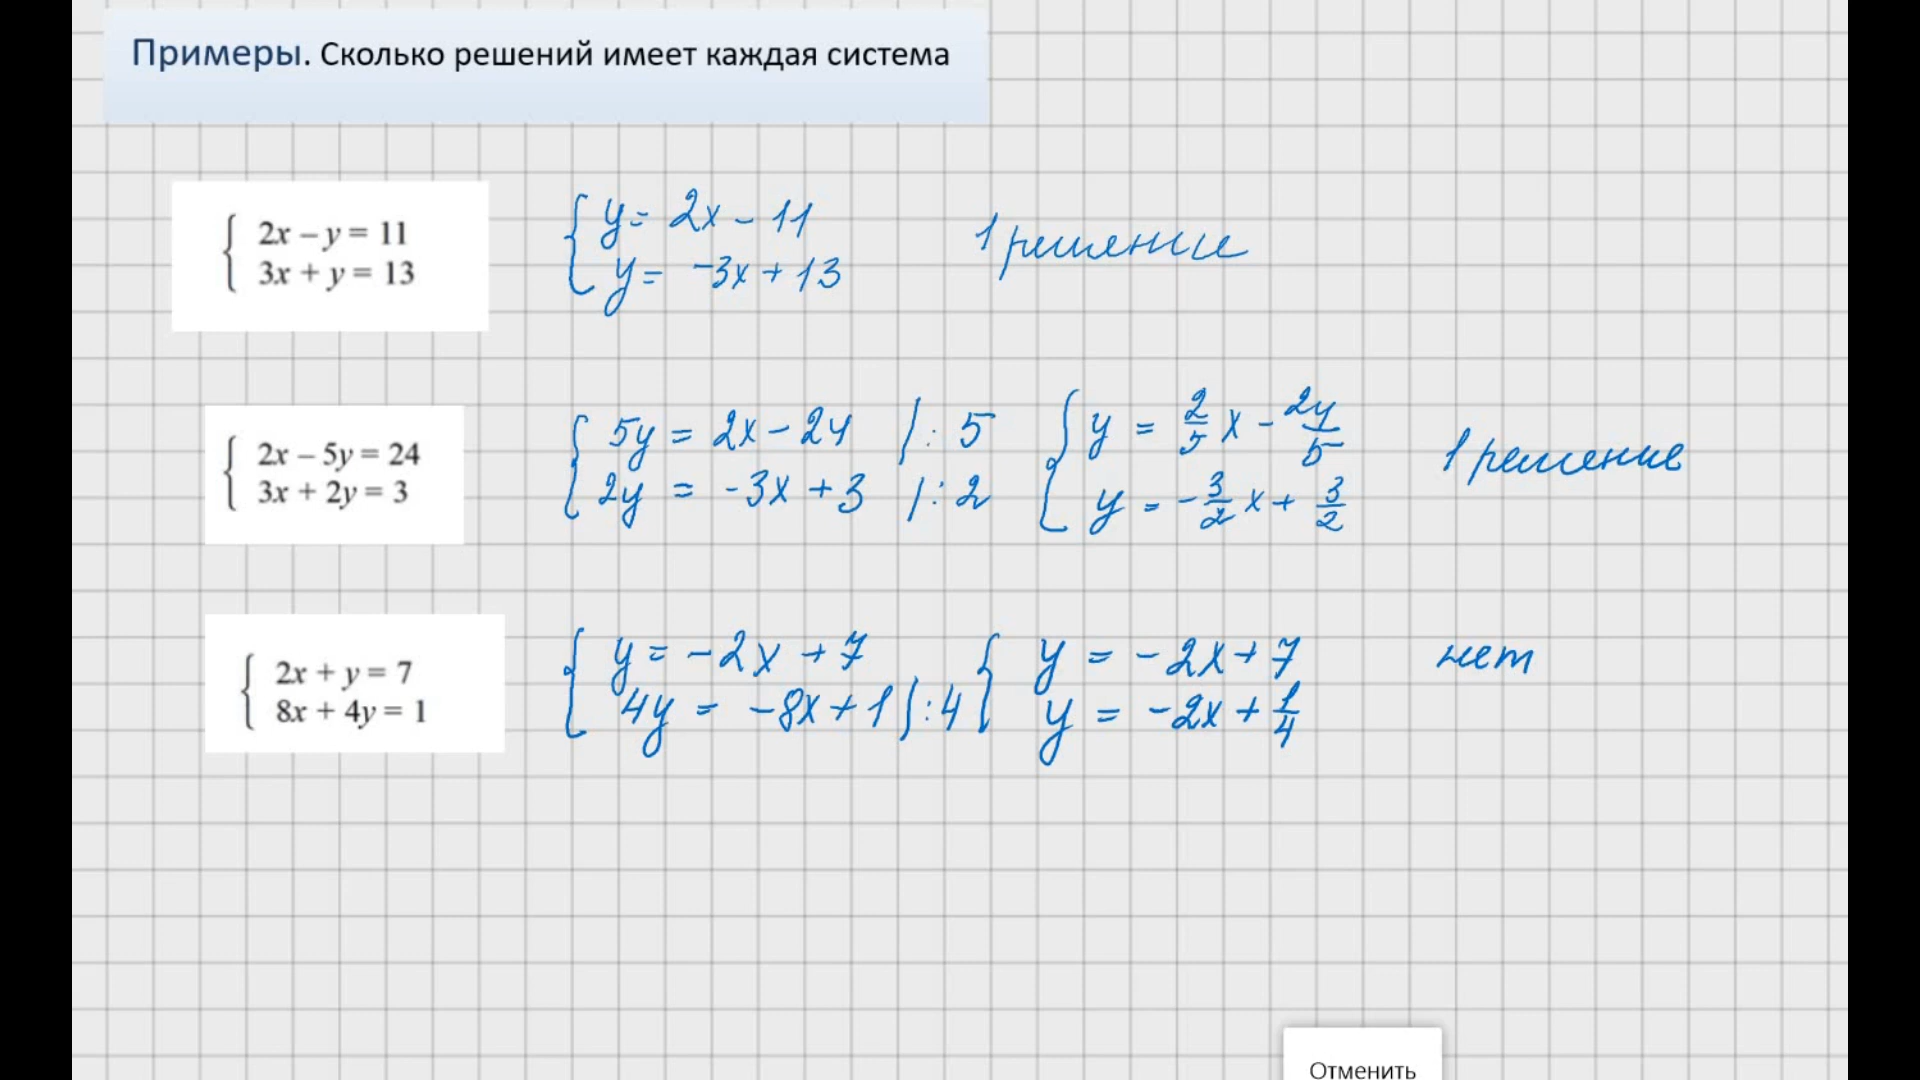 Примеры. Сколько решений имеет каждая система
2x – y = 11
3x + y = 13
y = 2x - 11
y = -3x + 13
1 решение
2x – 5y = 24
3x + 2y = 3
5y = 2x - 24 | : 5
2y = -3x + 3 | : 2
y = 2/5 x - 24/5
y = - 3/2 x + 3/2
1 решение
2x + y = 7
8x + 4y = 1
y = -2x + 7
4y = -8x + 1 | : 4
y = -2x + 7
y = -2x + 1/4
нет
Отменить